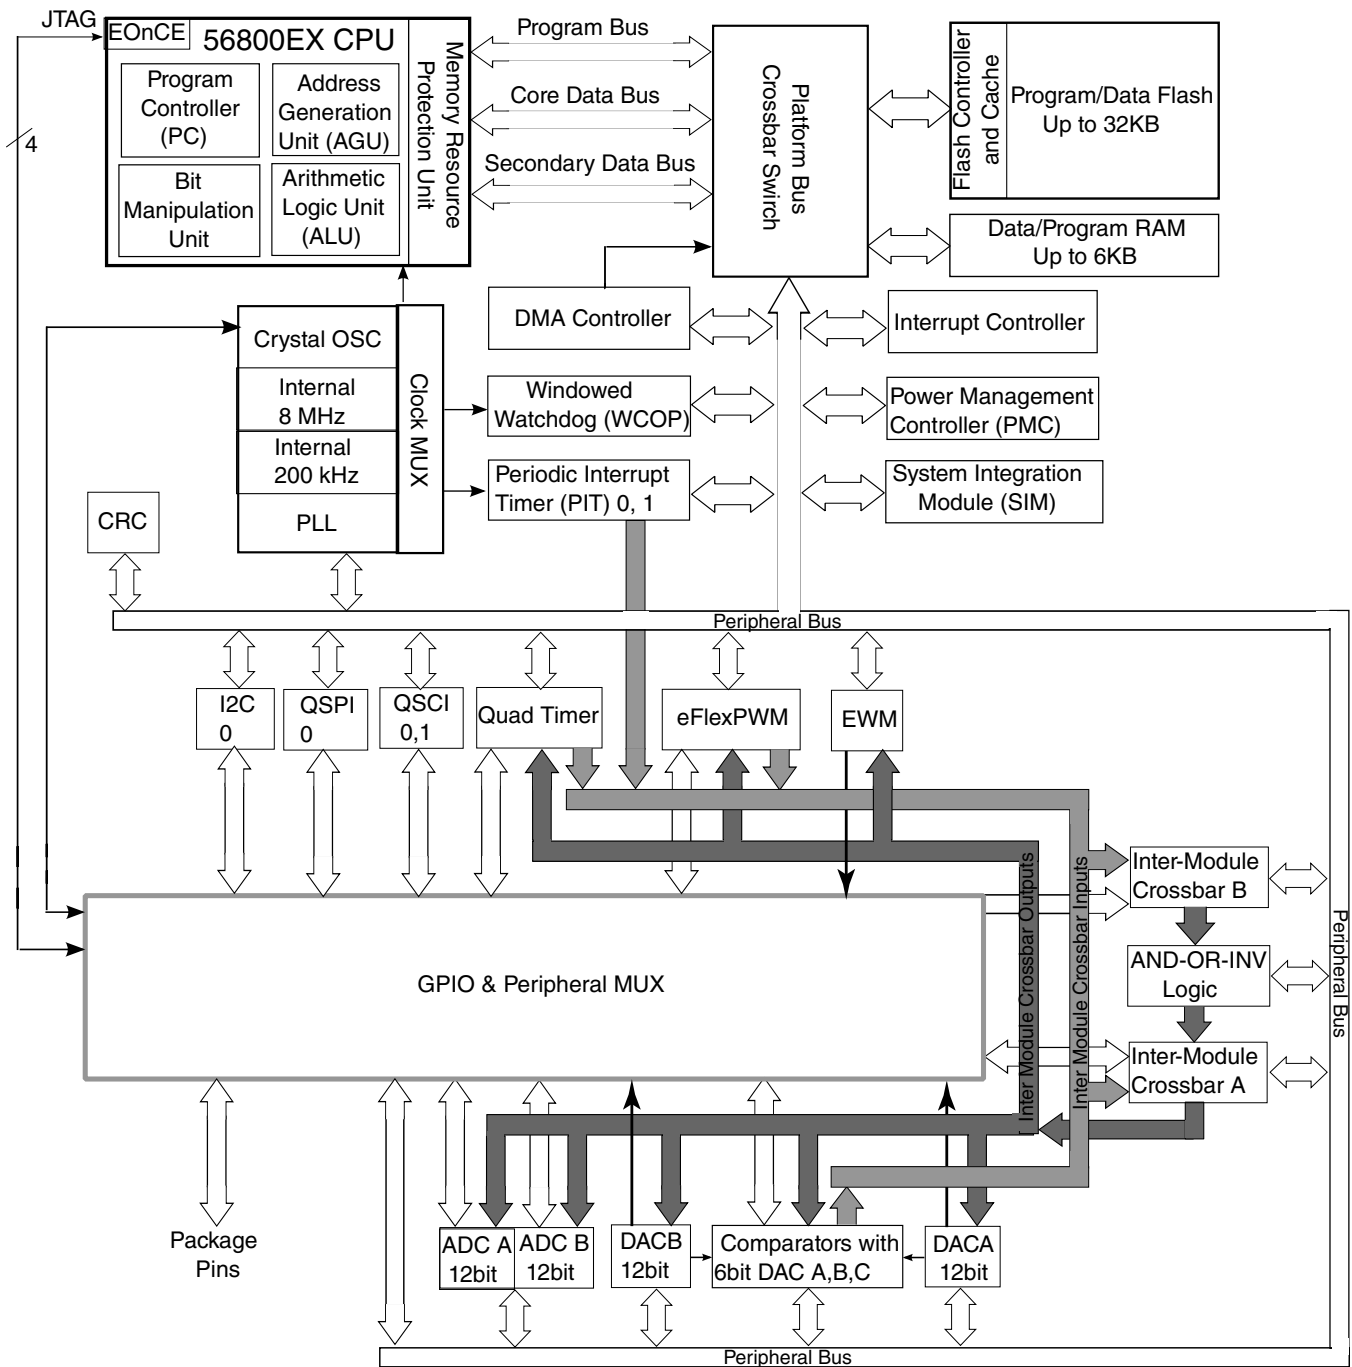 JTAG
EOnCE
56800EX CPU
Program
Controller
(PC)
Address
Generation
Unit (AGU)
Bit
Manipulation
Unit
Arithmetic
Logic Unit
(ALU)
Memory Resource
Protection Unit
4
Program Bus
Core Data Bus
Secondary Data Bus
Platform Bus
Crossbar Swirch
Flash Controller
and Cache
Program/Data Flash
Up to 32KB
Data/Program RAM
Up to 6KB
Crystal OSC
Internal
8 MHz
Internal
200 kHz
PLL
Clock MUX
DMA Controller
Interrupt Controller
Windowed
Watchdog (WCOP)
Power Management
Controller (PMC)
Periodic Interrupt
Timer (PIT) 0, 1
System Integration
Module (SIM)
CRC
Peripheral Bus
I2C
0
QSPI
0
QSCI
0,1
Quad Timer
eFlexPWM
EWM
Inter Module Crossbar Outputs
Inter Module Crossbar Inputs
Inter-Module
Crossbar B
AND-OR-INV
Logic
Inter-Module
Crossbar A
Peripheral Bus
GPIO & Peripheral MUX
Package
Pins
ADC A
12bit
ADC B
12bit
DACB
12bit
Comparators with
6bit DAC A,B,C
DACA
12bit
Peripheral Bus